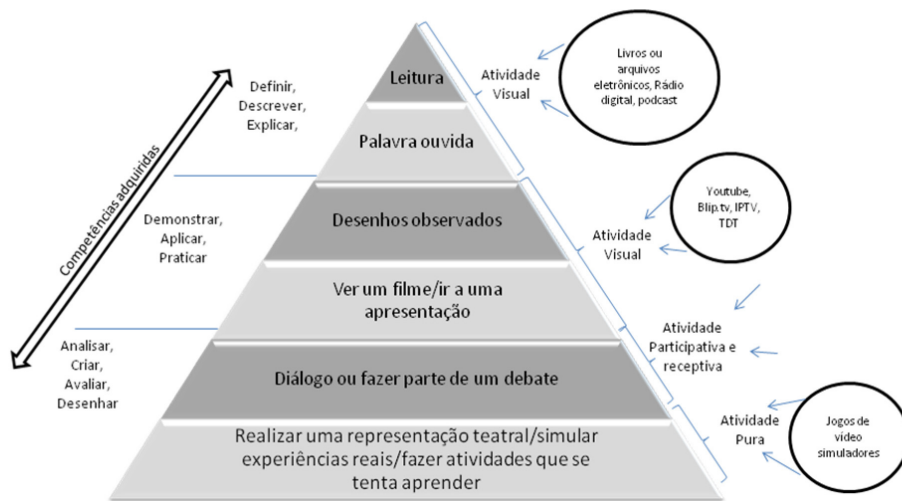 Leitura
Palavra ouvida
Desenhos observados
Ver um filme/ir a uma
apresentação
Diálogo ou fazer parte de um debate
Realizar uma representação teatral/simular
experiências reais/fazer atividades que se
tenta aprender
Competências adquiridas
Definir,
Descrever,
Explicar,
Demonstrar,
Aplicar,
Praticar
Analisar,
Criar,
Avaliar,
Desenhar
Atividade
Visual
Livros ou
arquivos
eletrônicos, Rádio
digital, podcast
Atividade
Visual
Youtube,
Blip.tv, IPTV,
TDT
Atividade
Participativa e
receptiva
Atividade
Pura
Jogos de
vídeo
simuladores